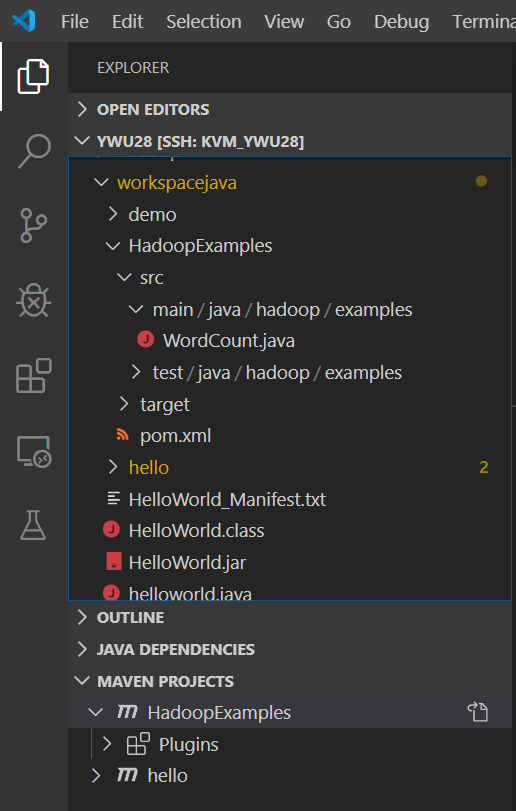 File Edit Selection View Go Debug Termina
EXPLORER
OPEN EDITORS
YWU28 [SSH: KVM_YWU28]
workspacejava
demo
HadoopExamples
src
main / java / hadoop / examples
J WordCount.java
test / java / hadoop / examples
target
pom.xml
hello 2
HelloWorld_Manifest.txt
J HelloWorld.class
HelloWorld.jar
J helloworld.java
OUTLINE
JAVA DEPENDENCIES
MAVEN PROJECTS
m HadoopExamples
Plugins
m hello